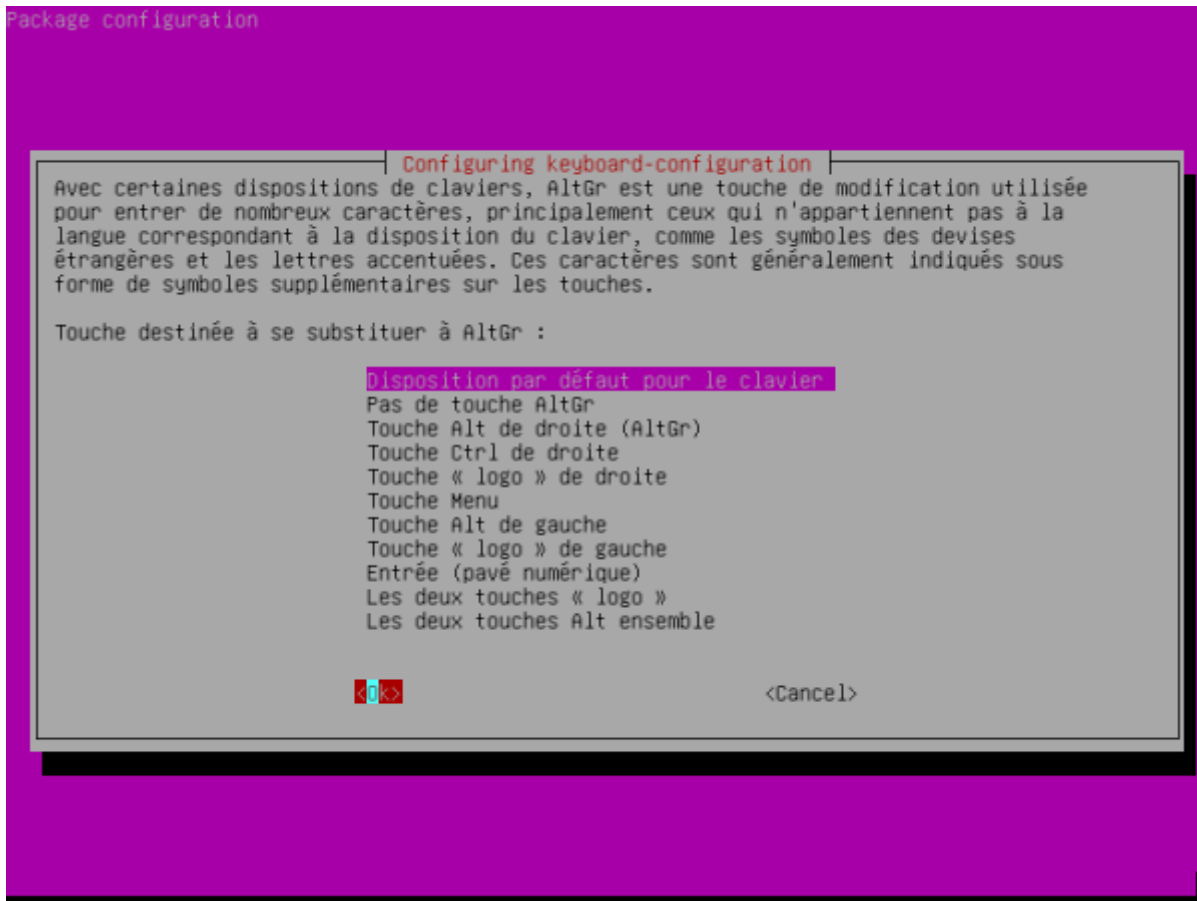 Package configuration
Configuring keyboard-configuration
Avec certaines dispositions de claviers, AltGr est une touche de modification utilisée
pour entrer de nombreux caractères, principalement ceux qui n'appartiennent pas à la
langue correspondant à la disposition du clavier, comme les symboles des devises
étrangères et les lettres accentuées. Ces caractères sont généralement indiqués sous
forme de symboles supplémentaires sur les touches.
Touche destinée à se substituer à AltGr :
Disposition par défaut pour le clavier
Pas de touche AltGr
Touche Alt de droite (AltGr)
Touche Ctrl de droite
Touche « logo » de droite
Touche Menu
Touche Alt de gauche
Touche « logo » de gauche
Entrée (pavé numérique)
Les deux touches « logo »
Les deux touches Alt ensemble
<Ok> <Cancel>